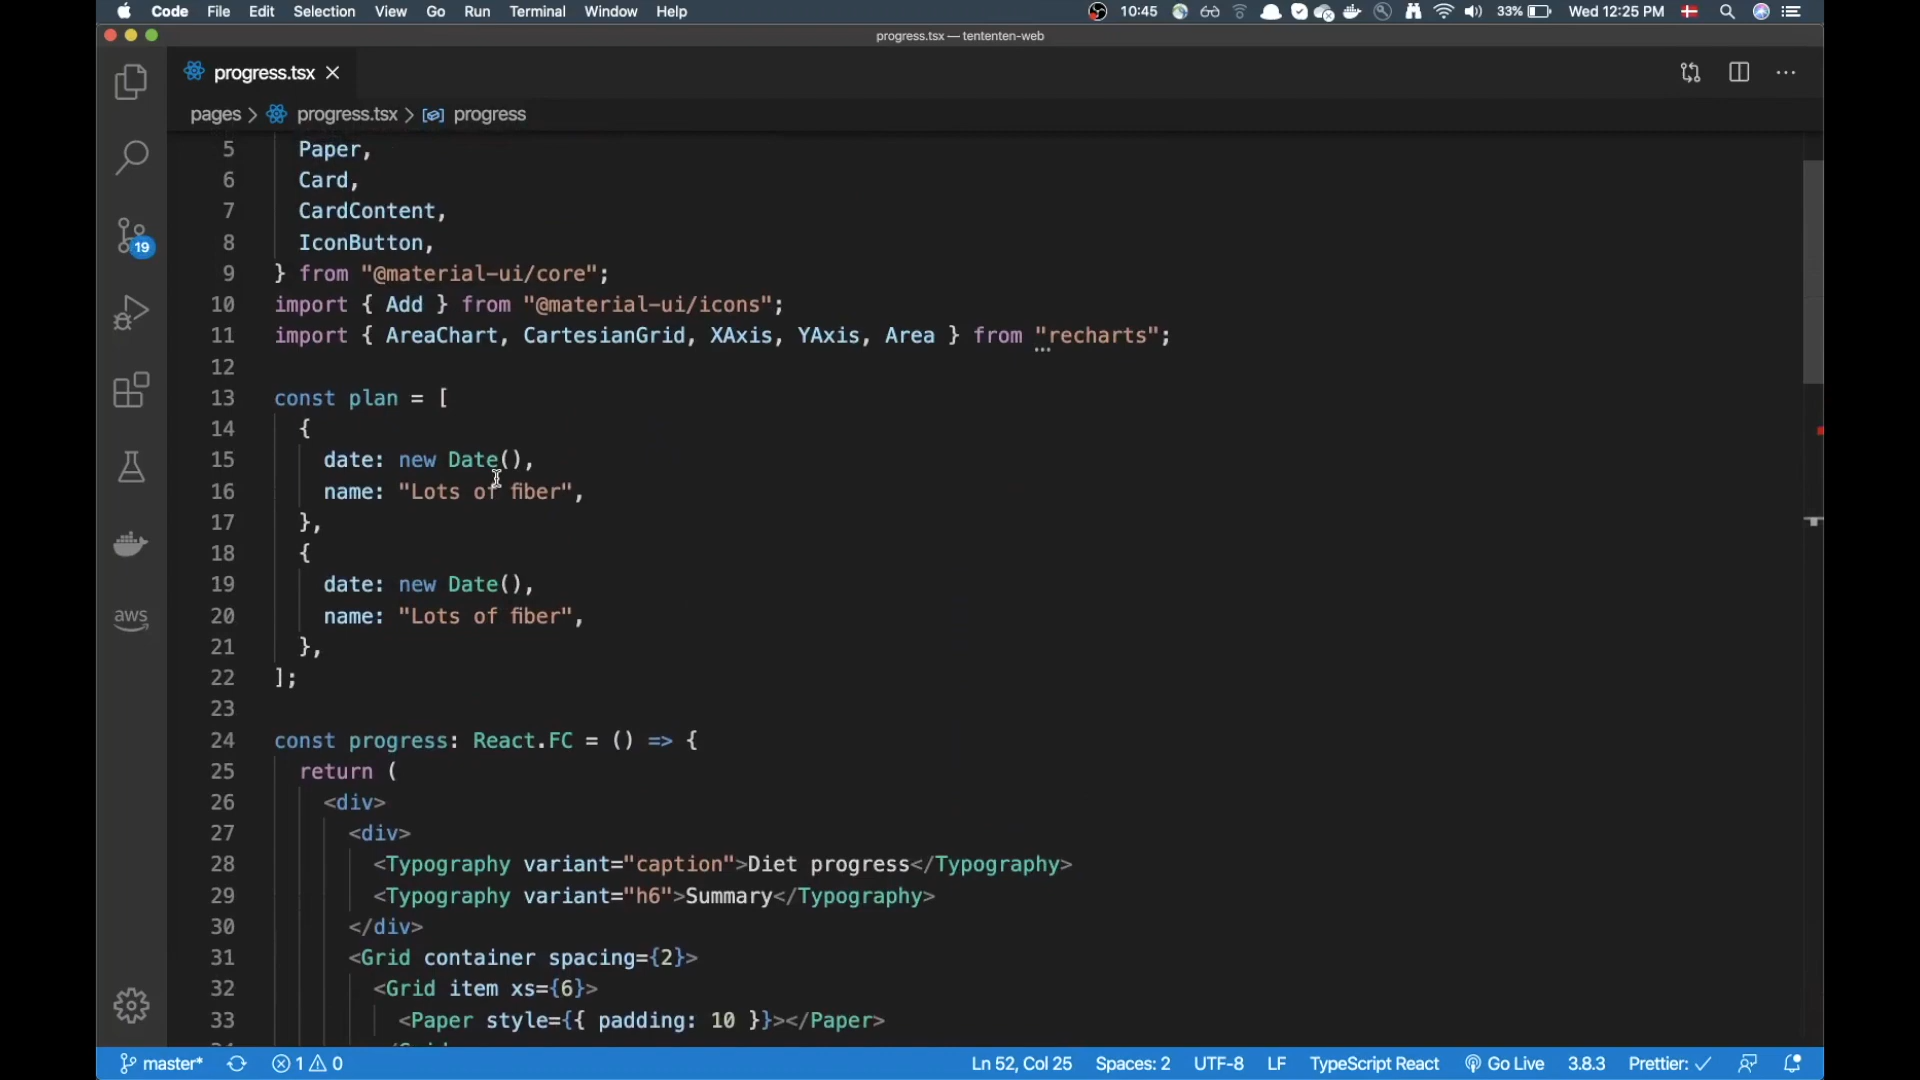 Code File Edit Selection View Go Run Terminal Window Help 10:45 33% Wed 12:25 PM
progress.tsx — tententen-web
progress.tsx
pages > progress.tsx > progress
19
aws
5 Paper,
6 Card,
7 CardContent,
8 IconButton,
9 } from "@material-ui/core";
10 import { Add } from "@material-ui/icons";
11 import { AreaChart, CartesianGrid, XAxis, YAxis, Area } from "recharts";
12
13 const plan = [
14 {
15 date: new Date(),
16 name: "Lots of fiber",
17 },
18 {
19 date: new Date(),
20 name: "Lots of fiber",
21 },
22 ];
23
24 const progress: React.FC = () => {
25 return (
26 <div>
27 <div>
28 <Typography variant="caption">Diet progress</Typography>
29 <Typography variant="h6">Summary</Typography>
30 </div>
31 <Grid container spacing={2}>
32 <Grid item xs={6}>
33 <Paper style={{ padding: 10 }}></Paper>
master* 1 0 Ln 52, Col 25 Spaces: 2 UTF-8 LF TypeScript React Go Live 3.8.3 Prettier: ✓